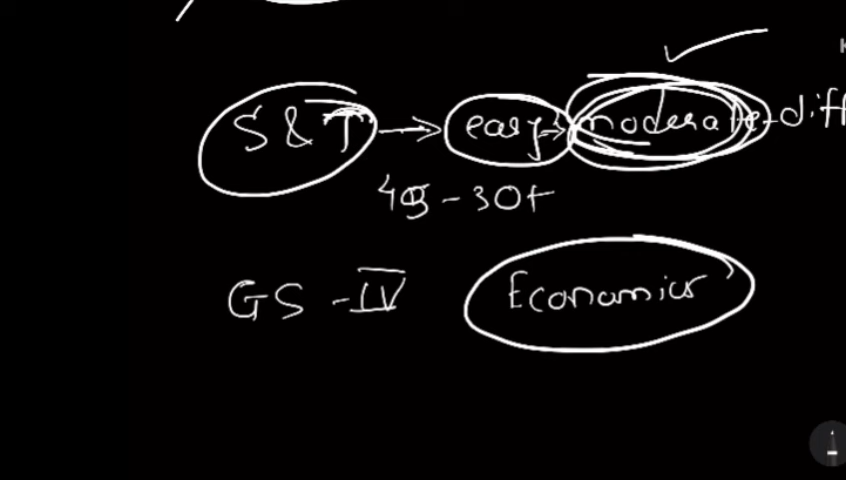 S & T → easy → moderate - diff
49 - 30+
GS - IV Economics